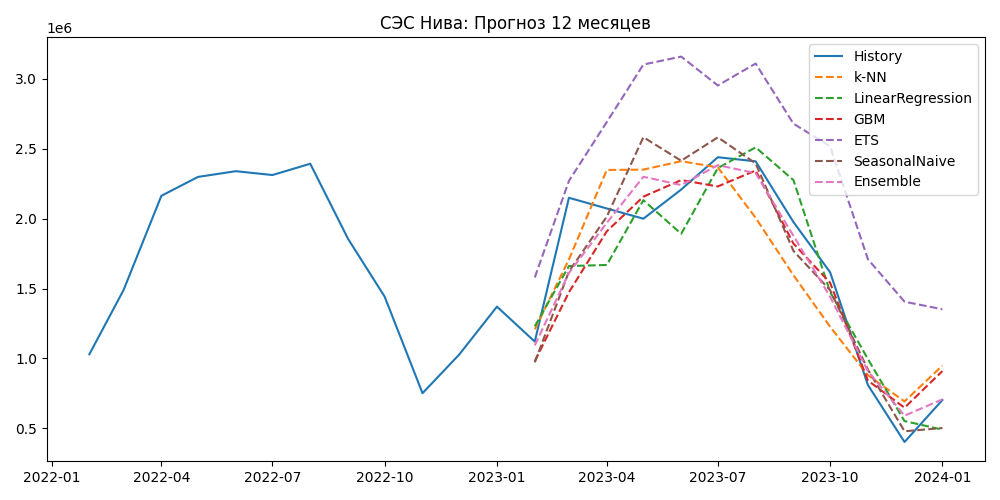 СЭС Нива: Прогноз 12 месяцев
1e6
3.0
2.5
2.0
1.5
1.0
0.5
History
k-NN
LinearRegression
GBM
ETS
SeasonalNaive
Ensemble
2022-01 2022-04 2022-07 2022-10 2023-01 2023-04 2023-07 2023-10 2024-01